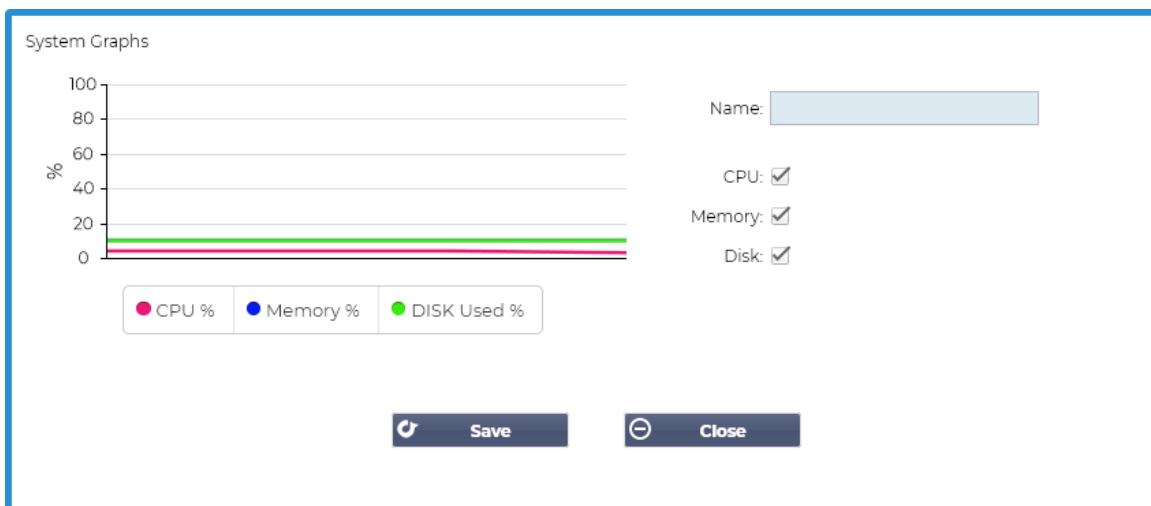 System Graphs
100
80
60
40
20
0
%
CPU % Memory % DISK Used %
Name:
CPU:
Memory:
Disk:
Save Close